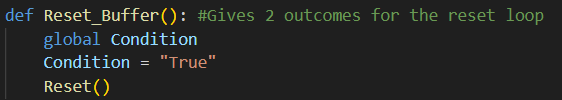 def Reset_Buffer(): #Gives 2 outcomes for the reset loop
    global Condition
    Condition = "True"
    Reset()